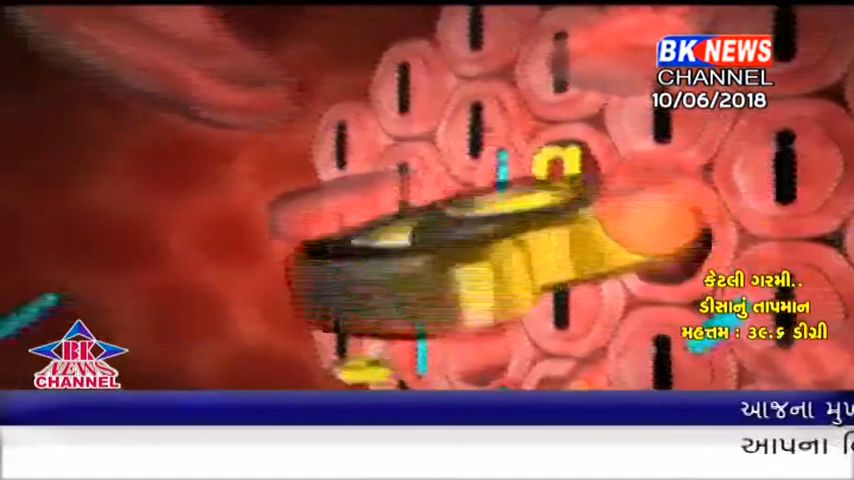 BK NEWS
CHANNEL
10/06/2018
કેટલી ગરમી..
ડીસાનું તાપમાન
મહત્તમ : ૩૯.૬ ડીગ્રી
BK
NEWS
CHANNEL
આજના
આપના